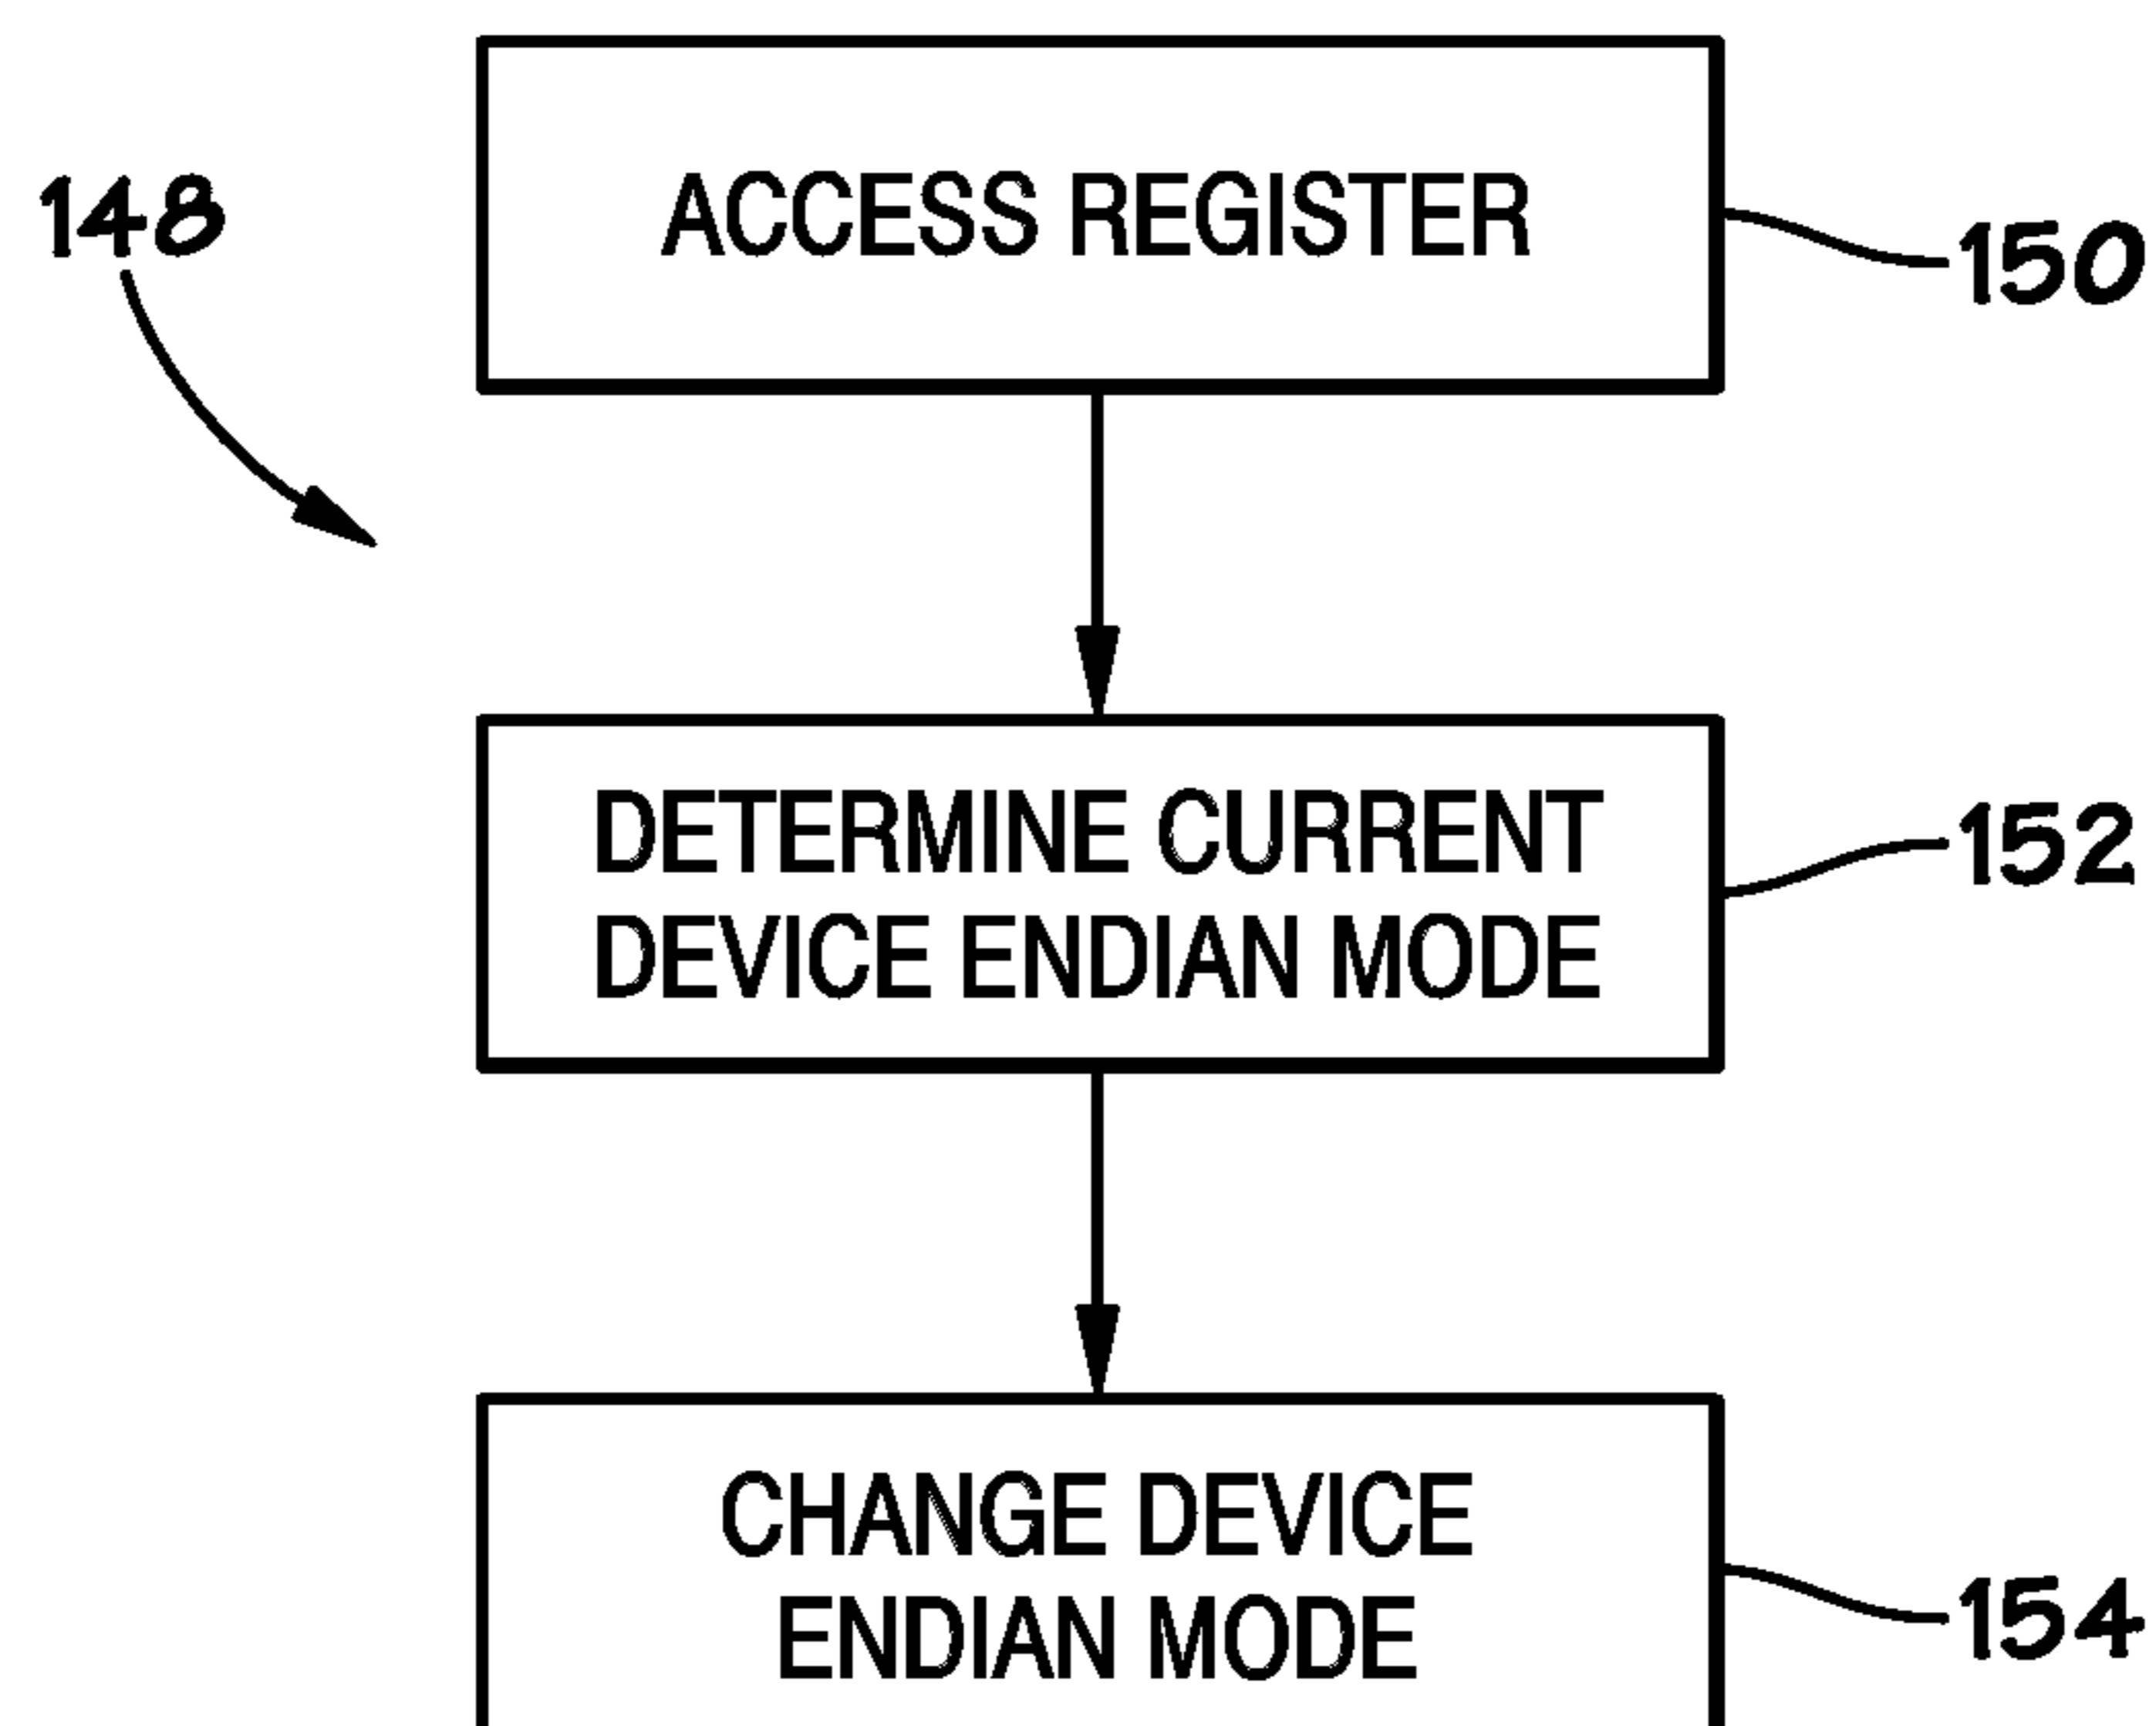 148
ACCESS REGISTER
150
DETERMINE CURRENT
DEVICE ENDIAN MODE
152
CHANGE DEVICE
ENDIAN MODE
154